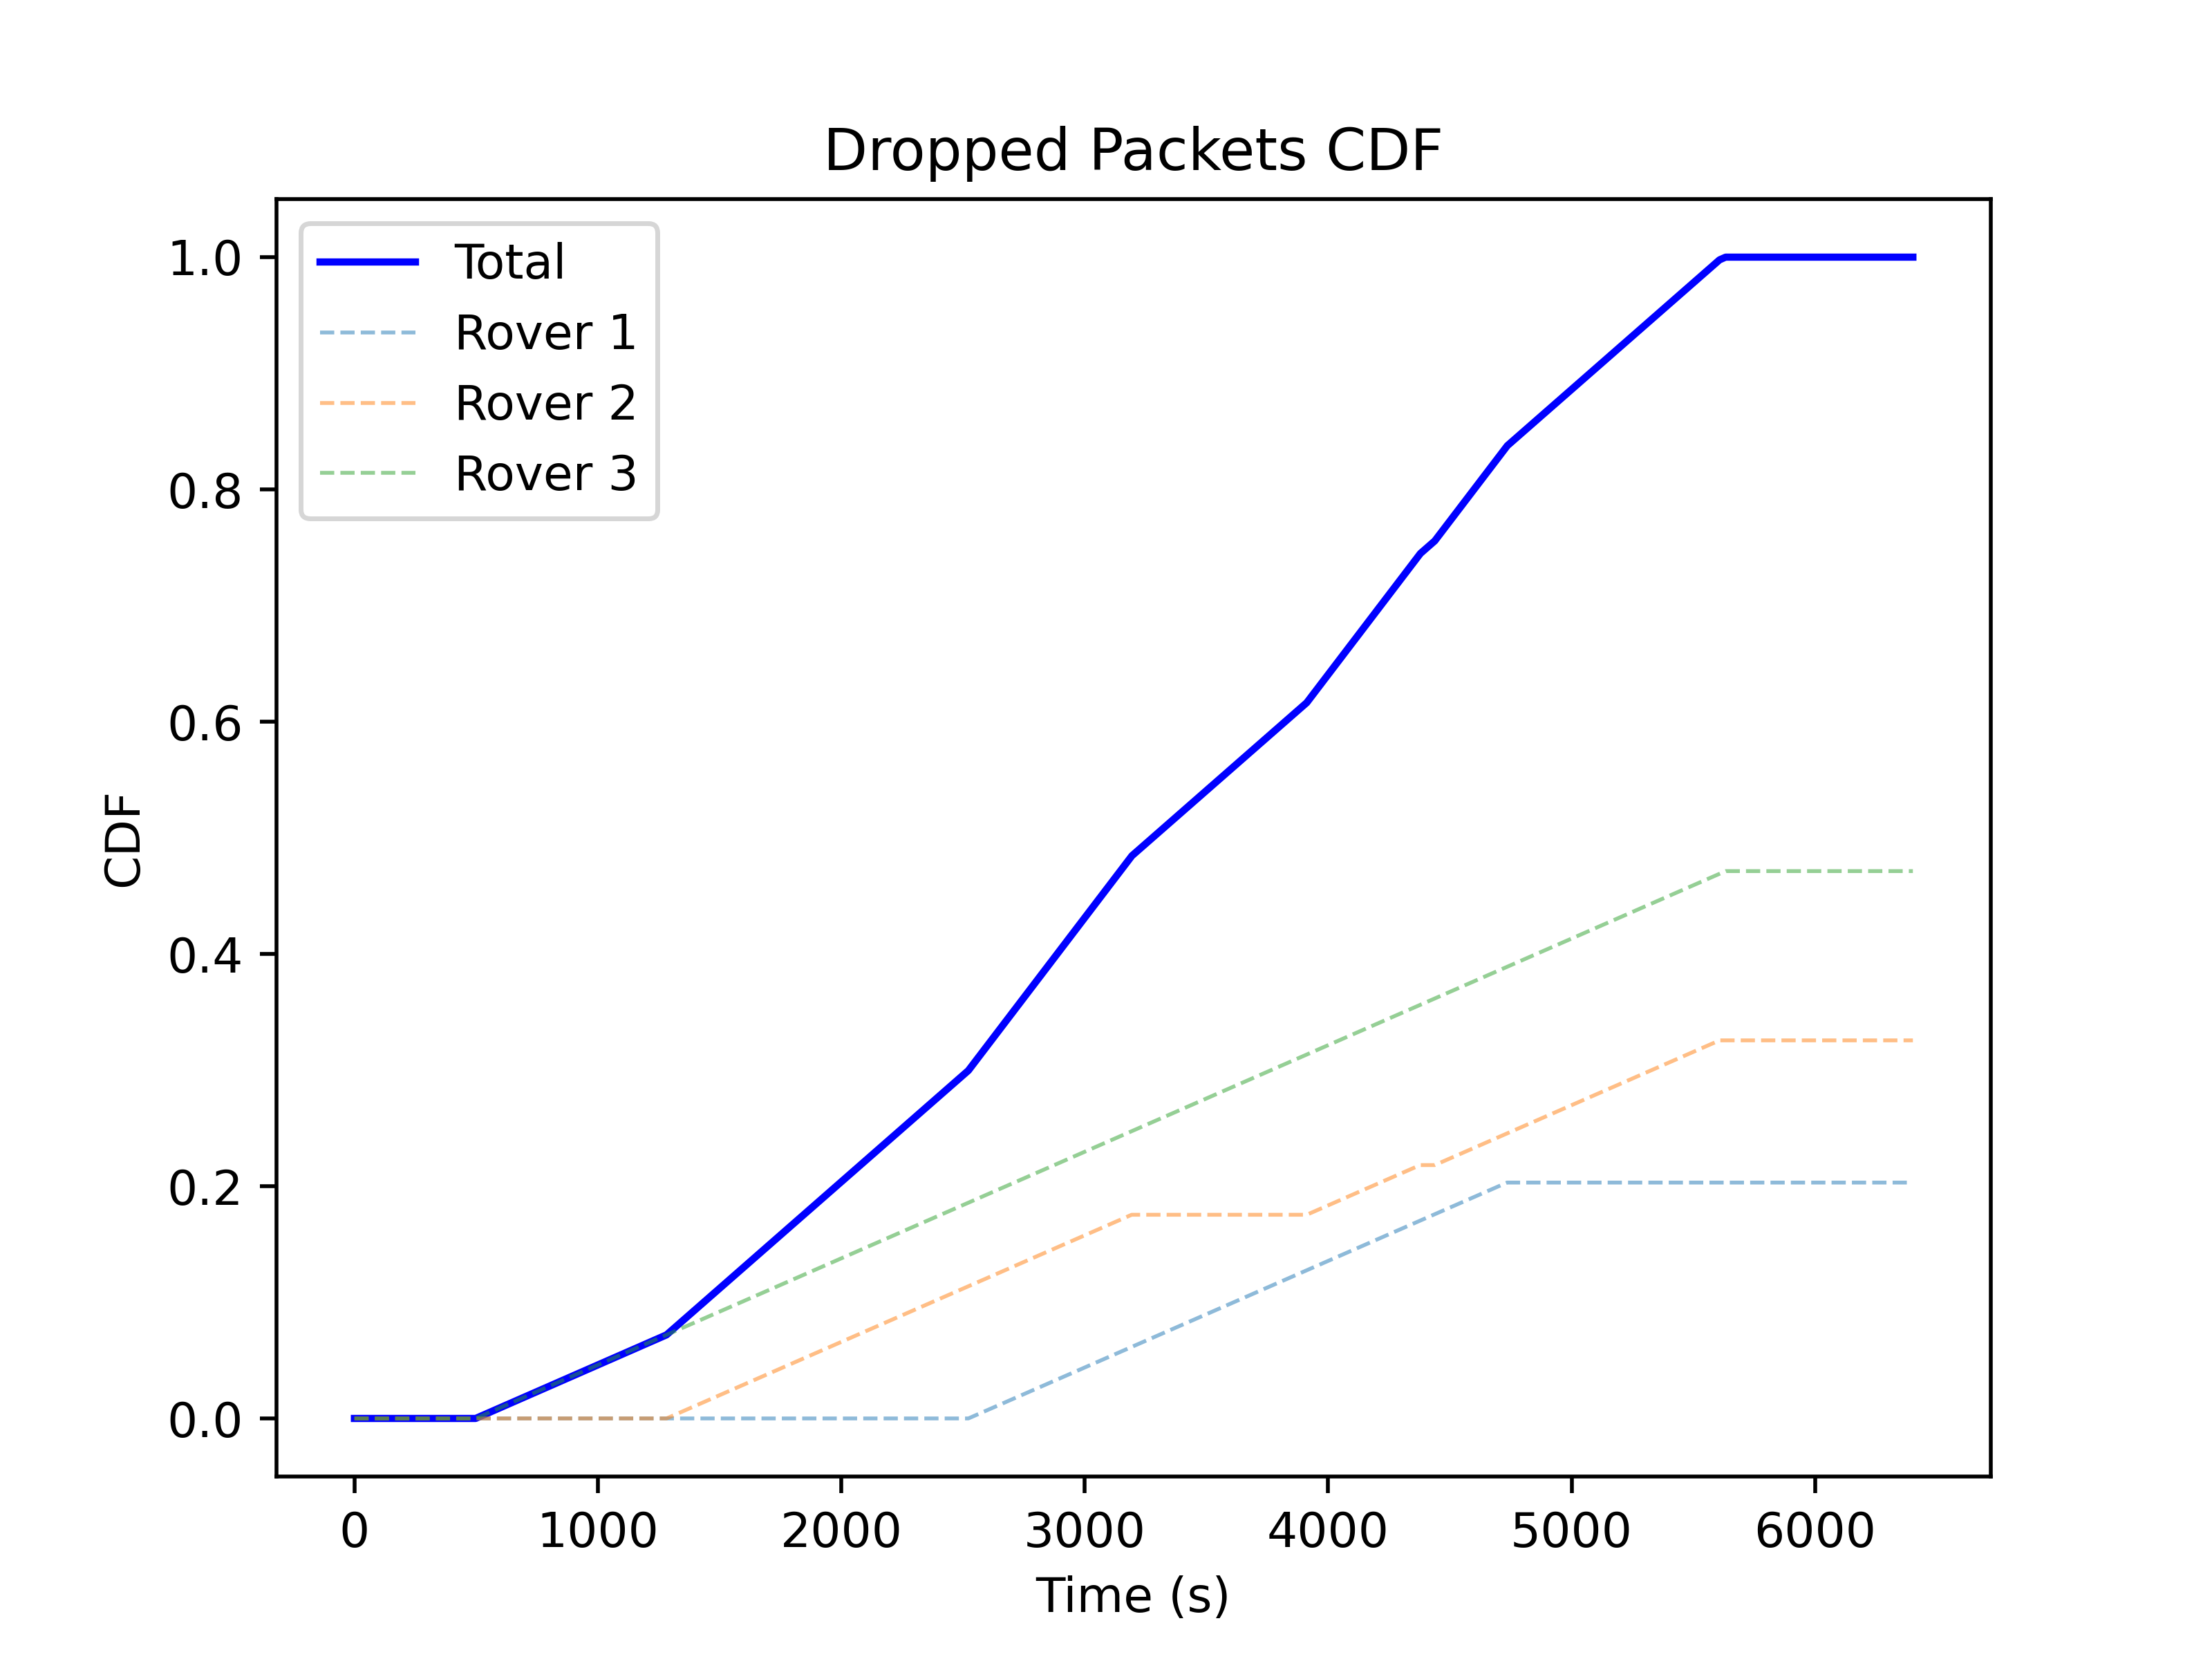 Dropped Packets CDF
Total
Rover 1
Rover 2
Rover 3
1.0
0.8
0.6
0.4
0.2
0.0
CDF
0 1000 2000 3000 4000 5000 6000
Time (s)